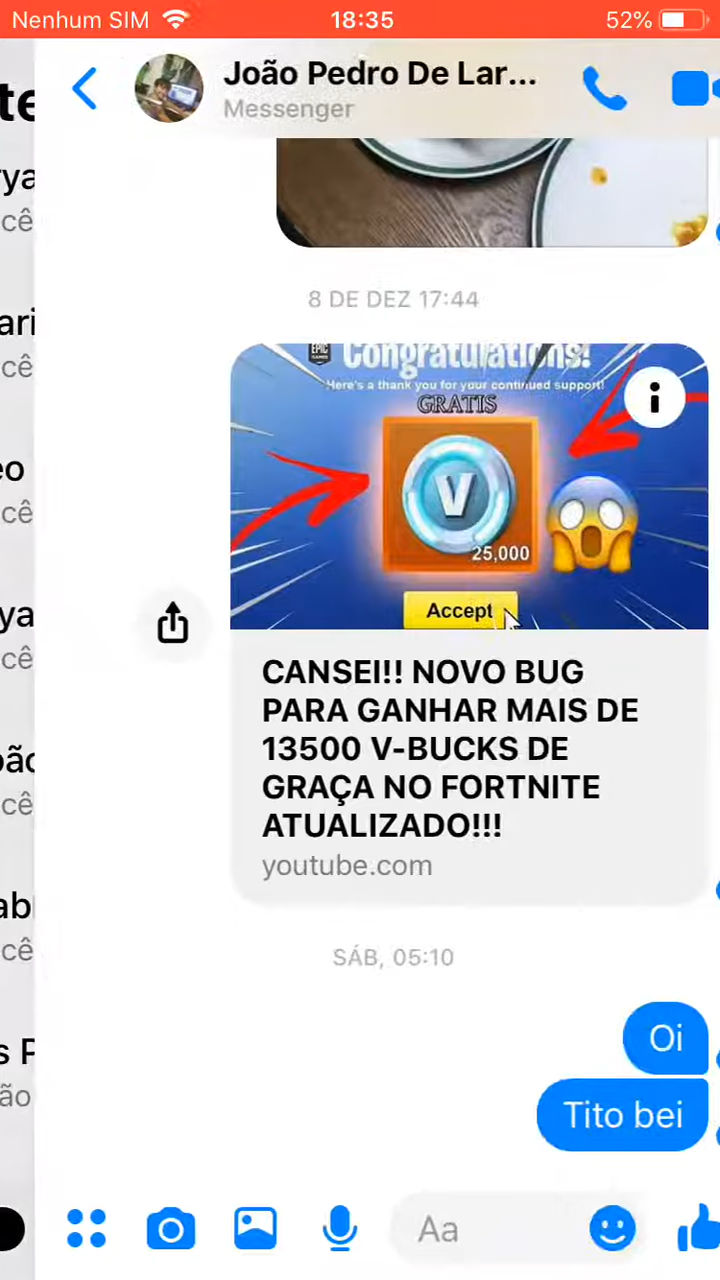 Nenhum SIM 18:35 52%
João Pedro De Lar...
Messenger
8 DE DEZ 17:44
EPIC GAMES
Congratulations!
Here's a thank you for your continued support!
GRATIS
V
25,000
Accept
CANSEI!! NOVO BUG
PARA GANHAR MAIS DE
13500 V-BUCKS DE
GRAÇA NO FORTNITE
ATUALIZADO!!!
youtube.com
SÁB, 05:10
Oi
Tito bei
Aa